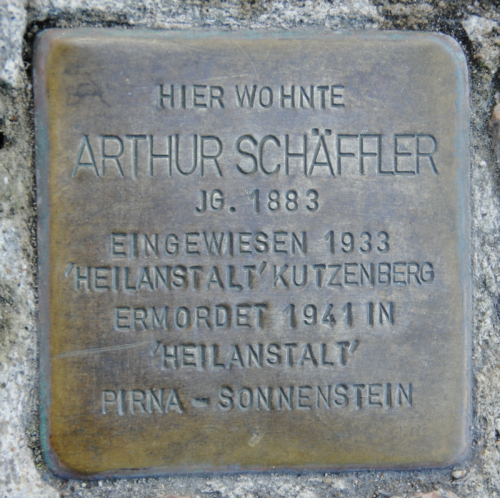 HIER WOHNTE
ARTHUR SCHÄFFLER
JG. 1883
EINGEWIESEN 1933
'HEILANSTALT' KUTZENBERG
ERMORDET 1941 IN
'HEILANSTALT'
PIRNA - SONNENSTEIN